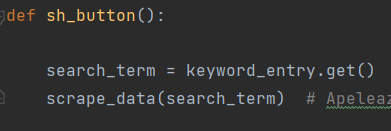 def sh_button():
    search_term = keyword_entry.get()
    scrape_data(search_term)  # Apeleaz